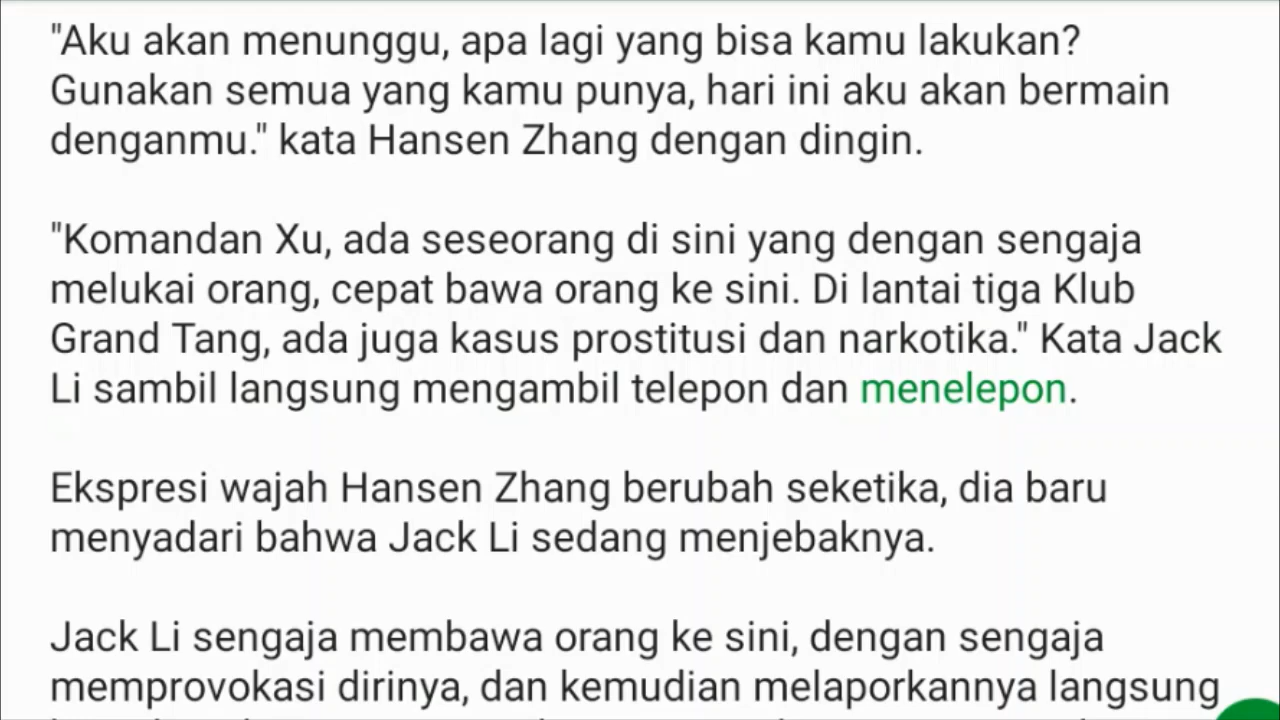 "Aku akan menunggu, apa lagi yang bisa kamu lakukan?
Gunakan semua yang kamu punya, hari ini aku akan bermain
denganmu." kata Hansen Zhang dengan dingin.
"Komandan Xu, ada seseorang di sini yang dengan sengaja
melukai orang, cepat bawa orang ke sini. Di lantai tiga Klub
Grand Tang, ada juga kasus prostitusi dan narkotika." Kata Jack
Li sambil langsung mengambil telepon dan menelepon.
Ekspresi wajah Hansen Zhang berubah seketika, dia baru
menyadari bahwa Jack Li sedang menjebaknya.
Jack Li sengaja membawa orang ke sini, dengan sengaja
memprovokasi dirinya, dan kemudian melaporkannya langsung